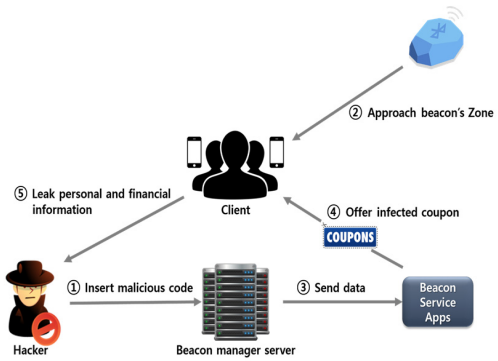 ② Approach beacon's Zone
⑤ Leak personal and financial
information
Client
④ Offer infected coupon
COUPONS
① Insert malicious code
③ Send data
Beacon
Service
Apps
Hacker
Beacon manager server